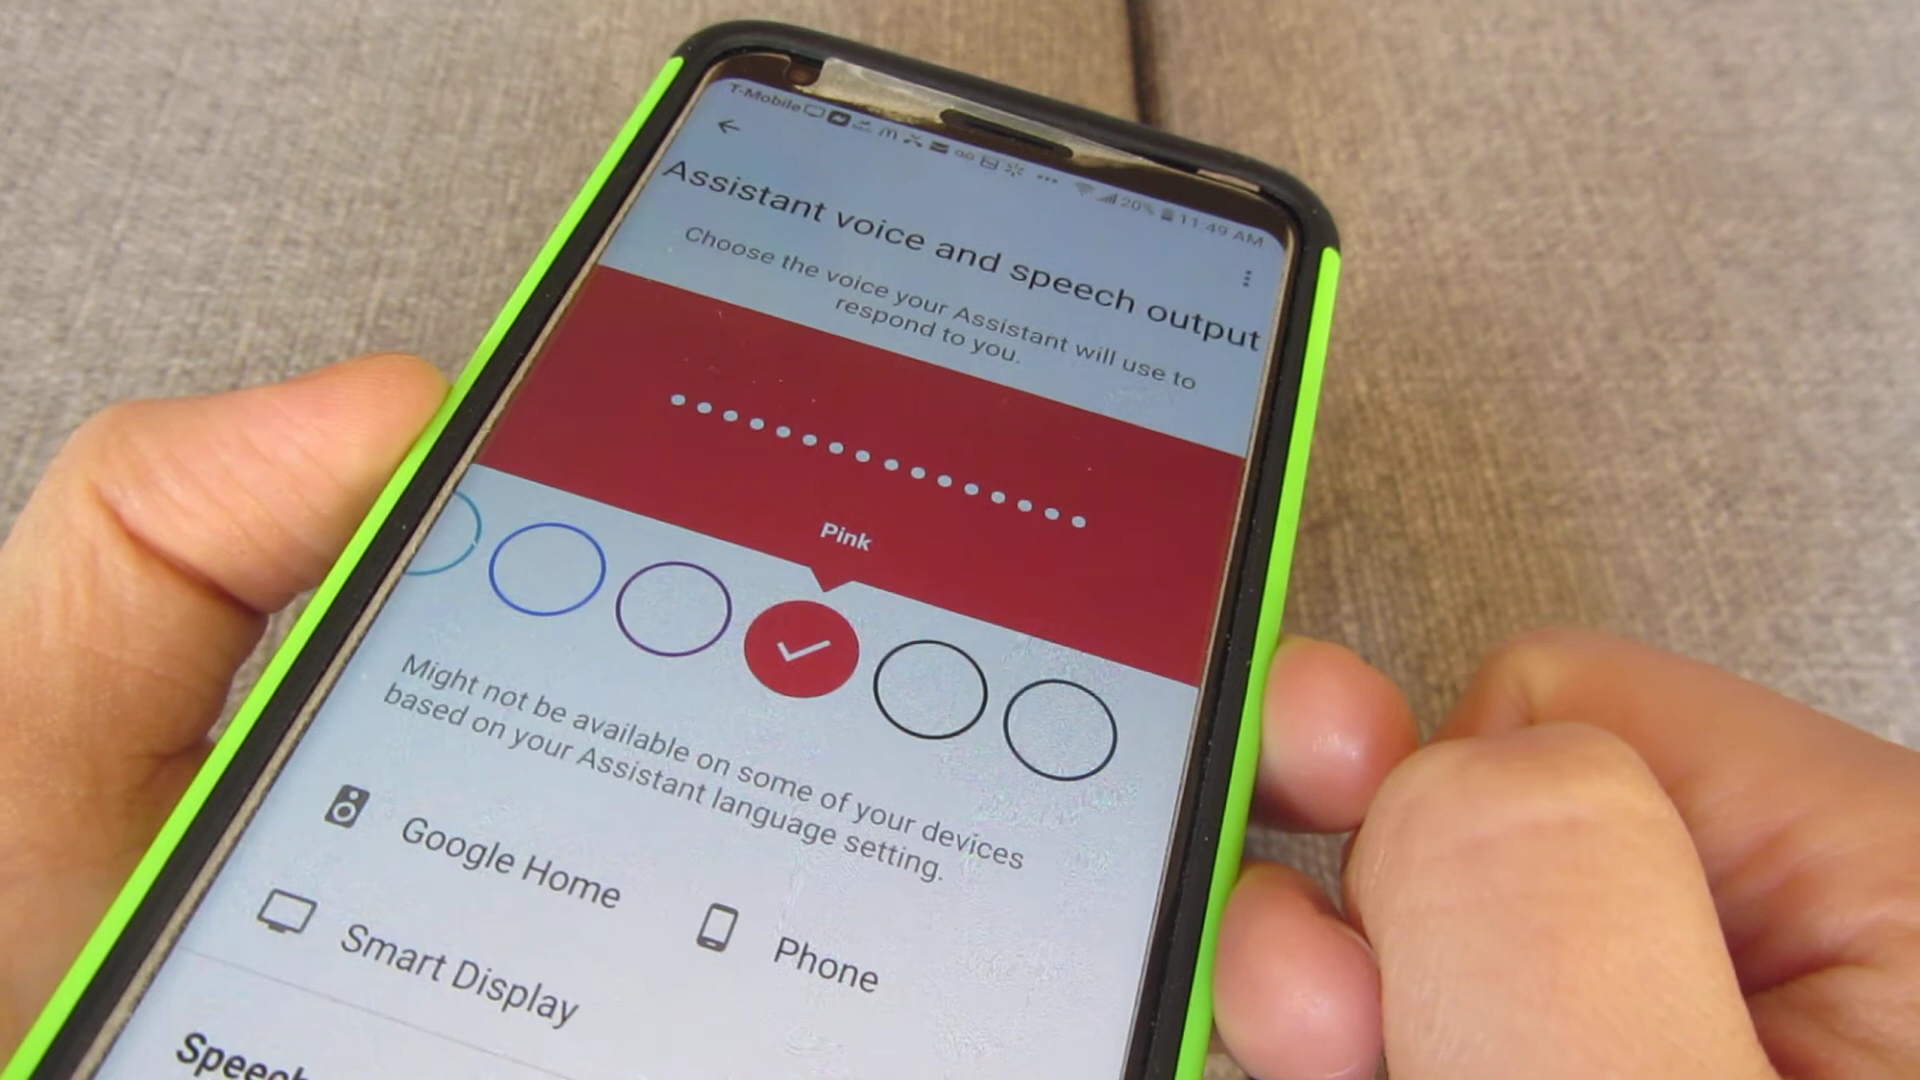 T-Mobile 20% 11:49 AM
Assistant voice and speech output
Choose the voice your Assistant will use to
respond to you.
Pink
Might not be available on some of your devices
based on your Assistant language setting.
Google Home
Phone
Smart Display
Speech